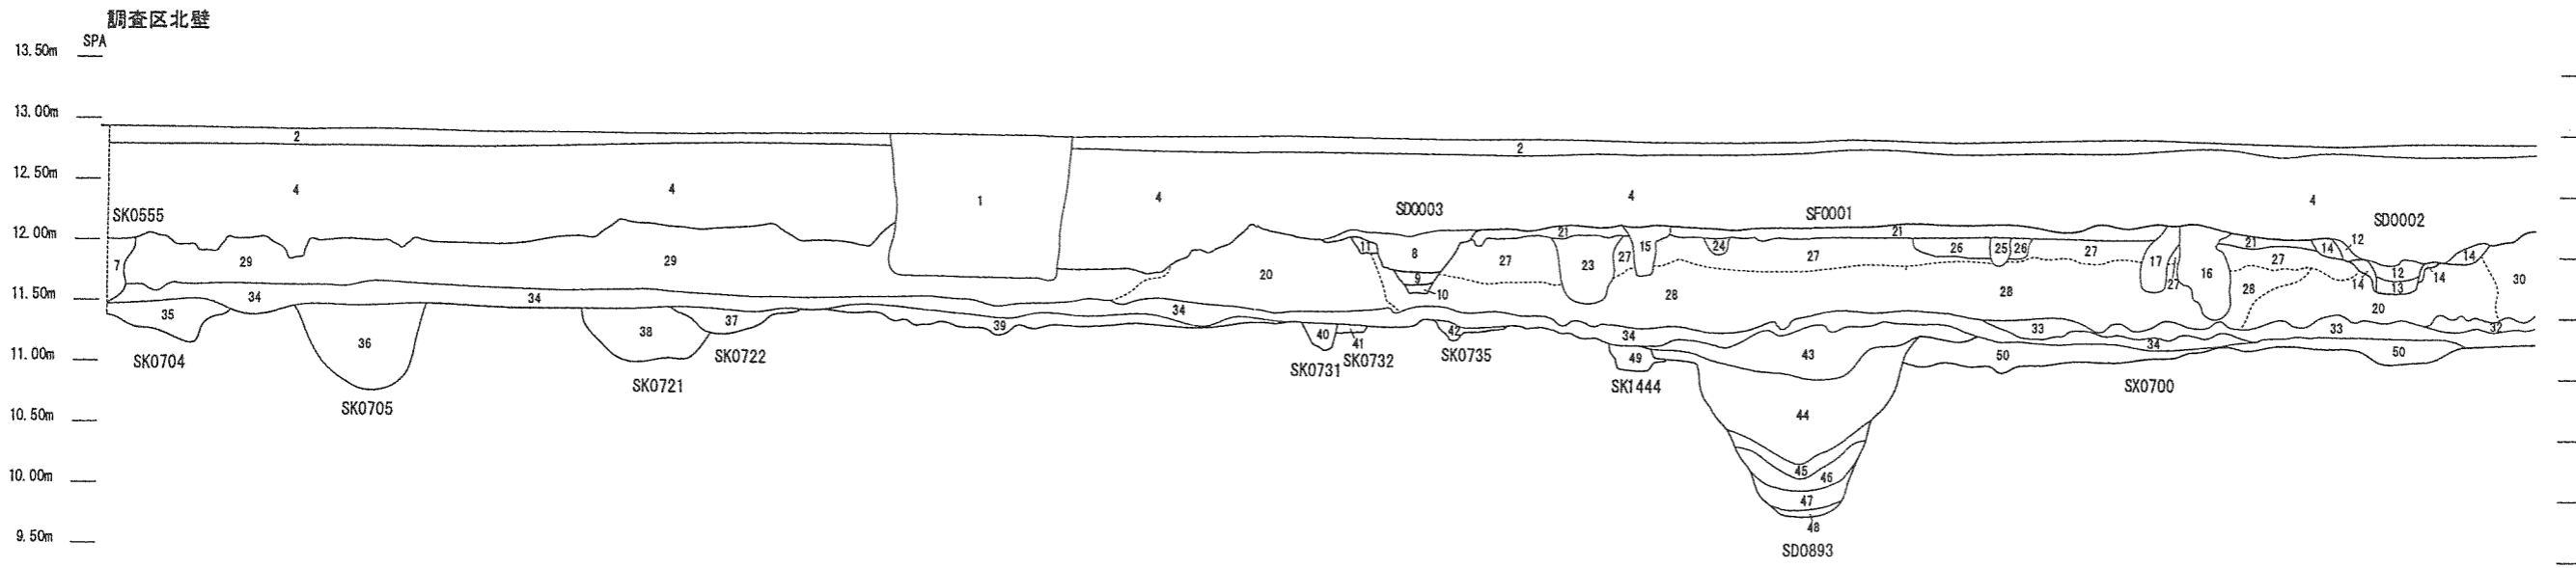 調査区北壁
SPA
13.50m
13.00m
2
2
12.50m
4
4
1
4
4
4
SK0555
SD0003
SF0001
SD0002
12.00m
7
29
29
20
11
8
9
10
21
27
23
27
15
24
21
27
26
25
26
27
17
27
16
21
27
28
14
12
14
12
13
14
14
30
11.50m
34
34
34
28
28
20
35
36
38
37
39
40
41
42
34
33
34
33
32
11.00m
SK0704
SK0705
SK0721
SK0722
SK0731
SK0732
SK0735
49
43
50
50
SK1444
SX0700
10.50m
44
45
46
10.00m
47
48
9.50m
SD0893